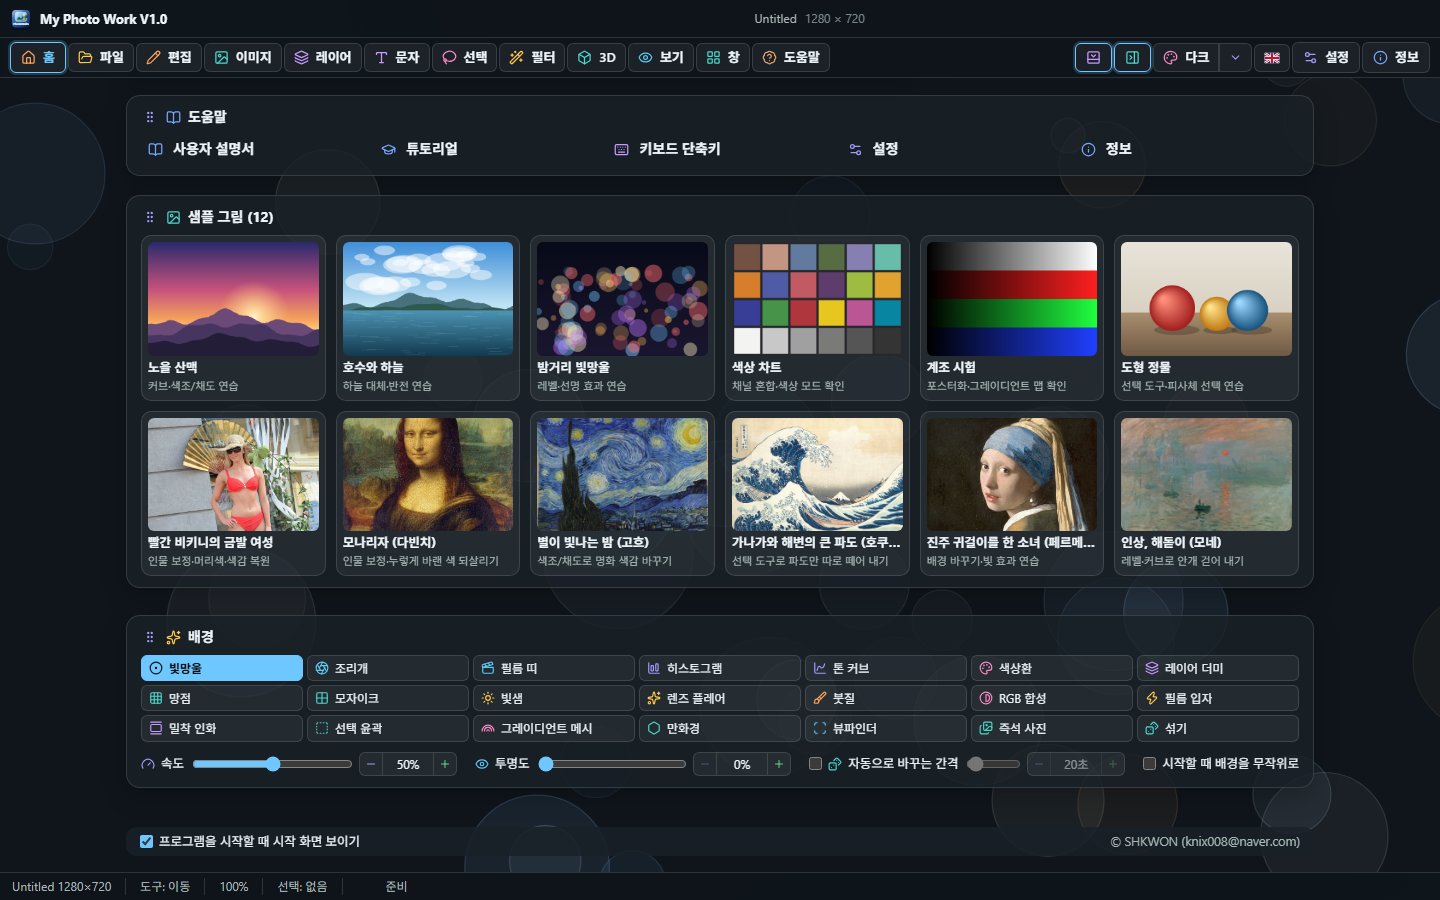 My Photo Work V1.0
Untitled 1280 × 720
홈 파일 편집 이미지 레이어 문자 선택 필터 3D 보기 창 도움말 다크 설정 정보
도움말
사용자 설명서 튜토리얼 키보드 단축키 설정 정보
샘플 그림 (12)
노을 산맥 호수와 하늘 밤거리 빛망울 색상 차트 계조 시험 도형 정물
커브·색조/채도 연습 하늘 대체·반전 연습 레벨·선명 효과 연습 채널 혼합·색상 모드 확인 포스터화·그레이디언트 맵 확인 선택 도구·피사체 선택 연습
빨간 비키니의 금발 여성 모나리자 (다빈치) 별이 빛나는 밤 (고흐) 가나가와 해변의 큰 파도 (호쿠... 진주 귀걸이를 한 소녀 (페르메... 인상, 해돋이 (모네)
인물 보정·머리색·색감 복원 인물 보정·누렇게 바랜 색 되살리기 색조/채도로 명화 색감 바꾸기 선택 도구로 파도만 따로 떼어 내기 배경 바꾸기·빛 효과 연습 레벨·커브로 안개 걷어 내기
배경
빛망울 조리개 필름 띠 히스토그램 톤 커브 색상환 레이어 더미
망점 모자이크 빛샘 렌즈 플레어 붓질 RGB 합성 필름 입자
밀착 인화 선택 윤곽 그레이디언트 메시 만화경 뷰파인더 즉석 사진 섞기
속도 − 50% + 투명도 − 0% + 자동으로 바꾸는 간격 − 20초 + 시작할 때 배경을 무작위로
프로그램을 시작할 때 시작 화면 보이기 © SHKWON (knix008@naver.com)
Untitled 1280×720 도구: 이동 100% 선택: 없음 준비